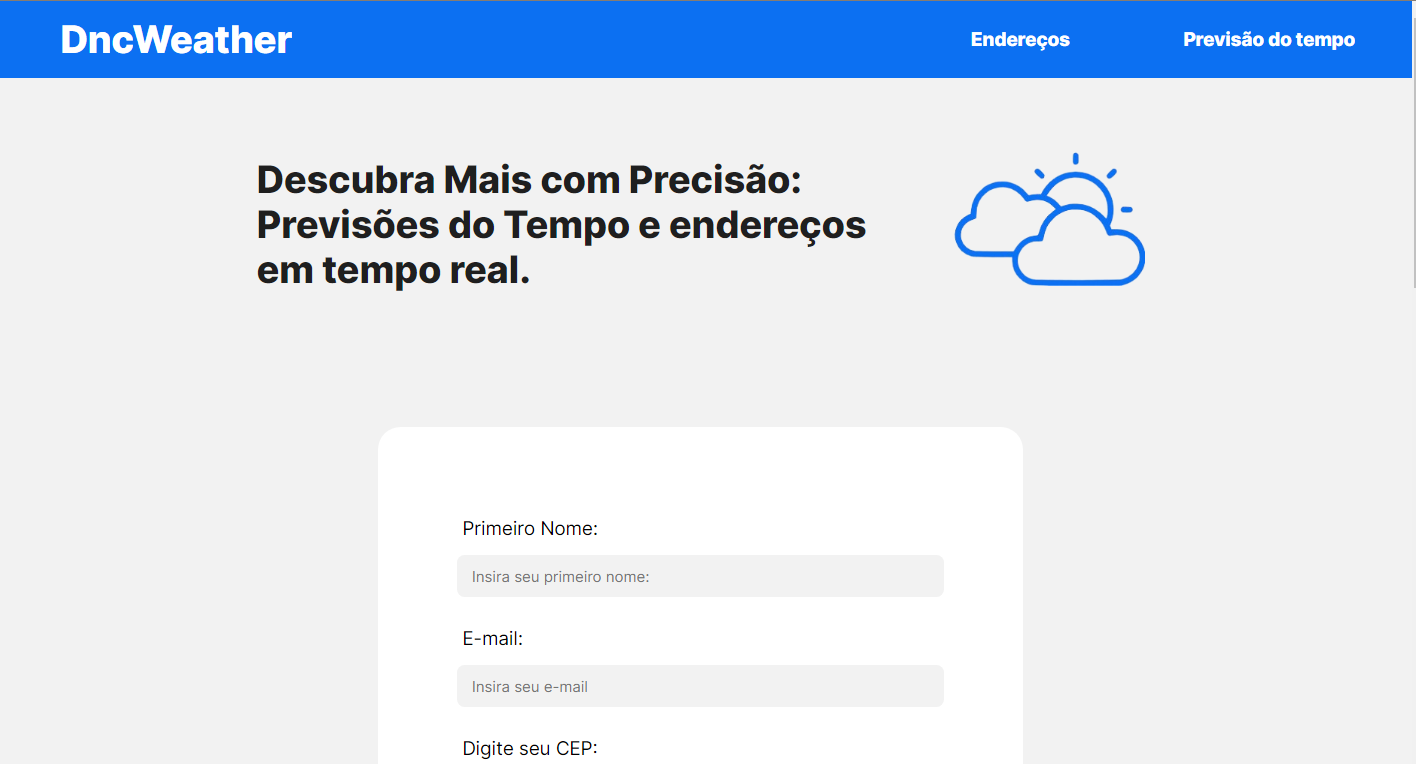 DncWeather
Endereços
Previsão do tempo
Descubra Mais com Precisão:
Previsões do Tempo e endereços
em tempo real.
Primeiro Nome:
Insira seu primeiro nome:
E-mail:
Insira seu e-mail
Digite seu CEP: